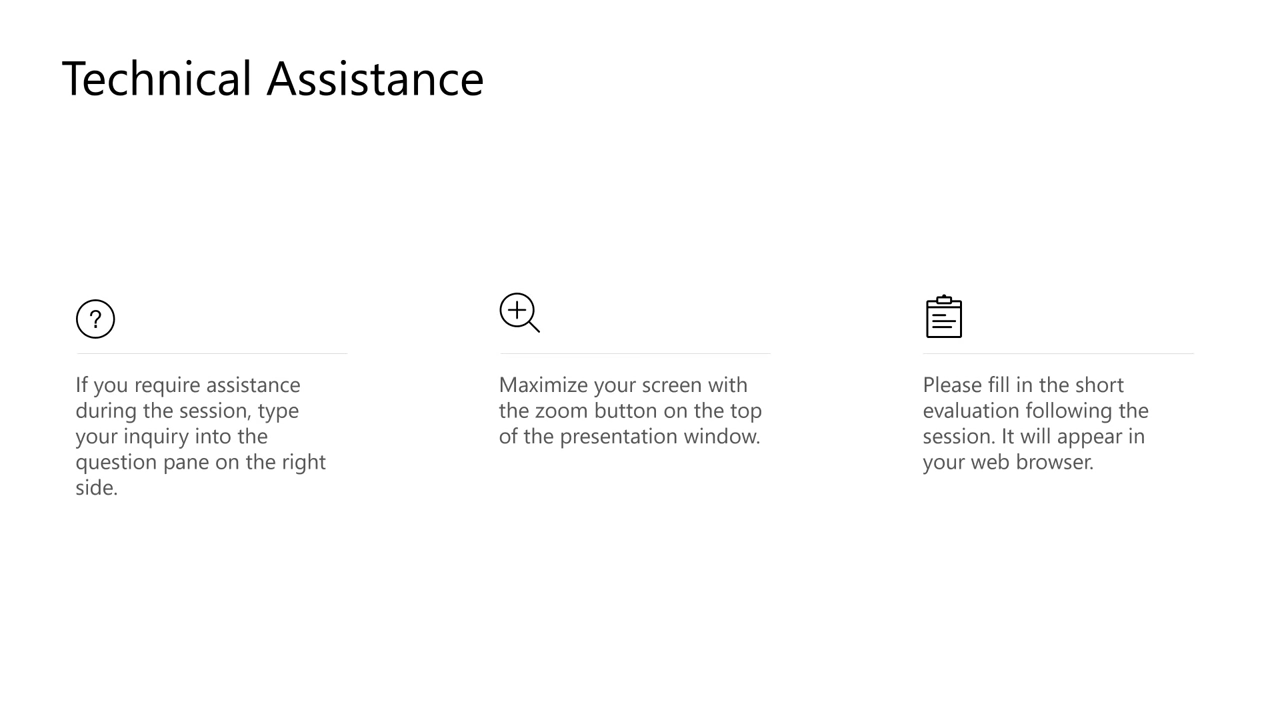 Technical Assistance
?
If you require assistance
during the session, type
your inquiry into the
question pane on the right
side.
Maximize your screen with
the zoom button on the top
of the presentation window.
Please fill in the short
evaluation following the
session. It will appear in
your web browser.